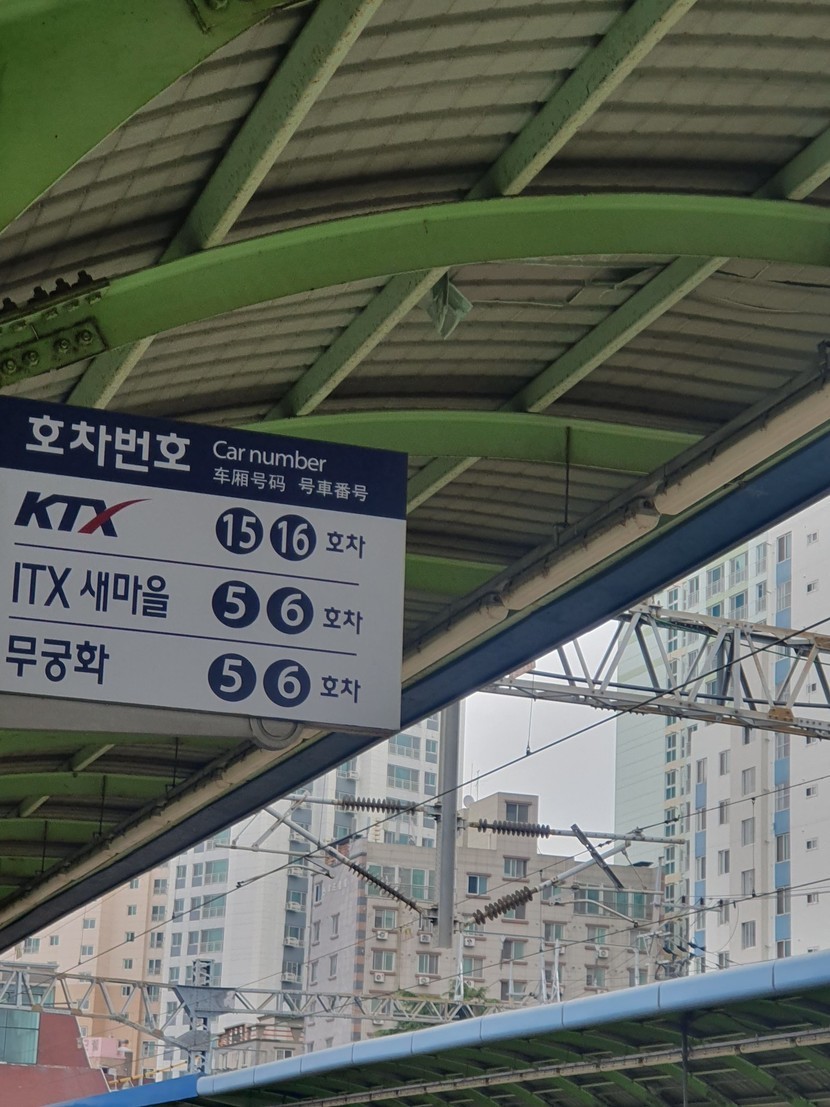 호차번호 Car number
车厢号码 号車番号
KTX 15 16 호차
ITX 새마을 5 6 호차
무궁화 5 6 호차